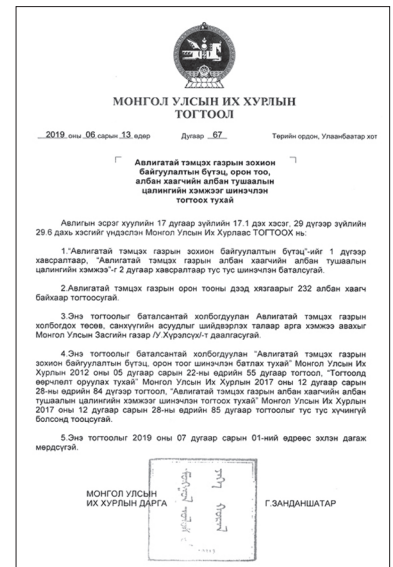 МОНГОЛ УЛСЫН ИХ ХУРЛЫН
ТОГТООЛ
2019 оны 06 сарын 13 өдөр Дугаар 67 Төрийн ордон, Улаанбаатар хот
Авлигатай тэмцэх газрын зохион
байгуулалтын бүтэц, орон тоо,
албан хаагчийн албан тушаалын
цалингийн хэмжээг шинэчлэн
тогтоох тухай
Авлигын эсрэг хуулийн 17 дугаар зүйлийн 17.1 дэх хэсэг, 29 дүгээр зүйлийн
29.6 дахь хэсгийг үндэслэн Монгол Улсын Их Хурлаас ТОГТООХ нь:
1."Авлигатай тэмцэх газрын зохион байгуулалтын бүтэц"-ийг 1 дүгээр
хавсралтаар, "Авлигатай тэмцэх газрын албан хаагчийн албан тушаалын
цалингийн хэмжээ"-г 2 дугаар хавсралтаар тус тус шинэчлэн баталсугай.
2.Авлигатай тэмцэх газрын орон тооны дээд хязгаарыг 232 албан хаагч
байхаар тогтоосугай.
3.Энэ тогтоолыг баталсантай холбогдуулан Авлигатай тэмцэх газрын
холбогдох төсөв, санхүүгийн асуудлыг шийдвэрлэх талаар арга хэмжээ авахыг
Монгол Улсын Засгийн газар /У.Хүрэлсүх/-т даалгасугай.
4.Энэ тогтоолыг баталсантай холбогдуулан "Авлигатай тэмцэх газрын
зохион байгуулалтын бүтэц, орон тоог шинэчлэн батлах тухай" Монгол Улсын Их
Хурлын 2012 оны 05 дугаар сарын 22-ны өдрийн 55 дугаар тогтоол, "Тогтоолд
өөрчлөлт оруулах тухай" Монгол Улсын Их Хурлын 2017 оны 12 дугаар сарын
28-ны өдрийн 84 дүгээр тогтоол, "Авлигатай тэмцэх газрын албан хаагчийн албан
тушаалын цалингийн хэмжээг шинэчлэн тогтоох тухай" Монгол Улсын Их Хурлын
2017 оны 12 дугаар сарын 28-ны өдрийн 85 дугаар тогтоолыг тус тус хүчингүй
болсонд тооцсугай.
5.Энэ тогтоолыг 2019 оны 07 дугаар сарын 01-ний өдрөөс эхлэн дагаж
мөрдсүгэй.
МОНГОЛ УЛСЫН
ИХ ХУРЛЫН ДАРГА Г.ЗАНДАНШАТАР